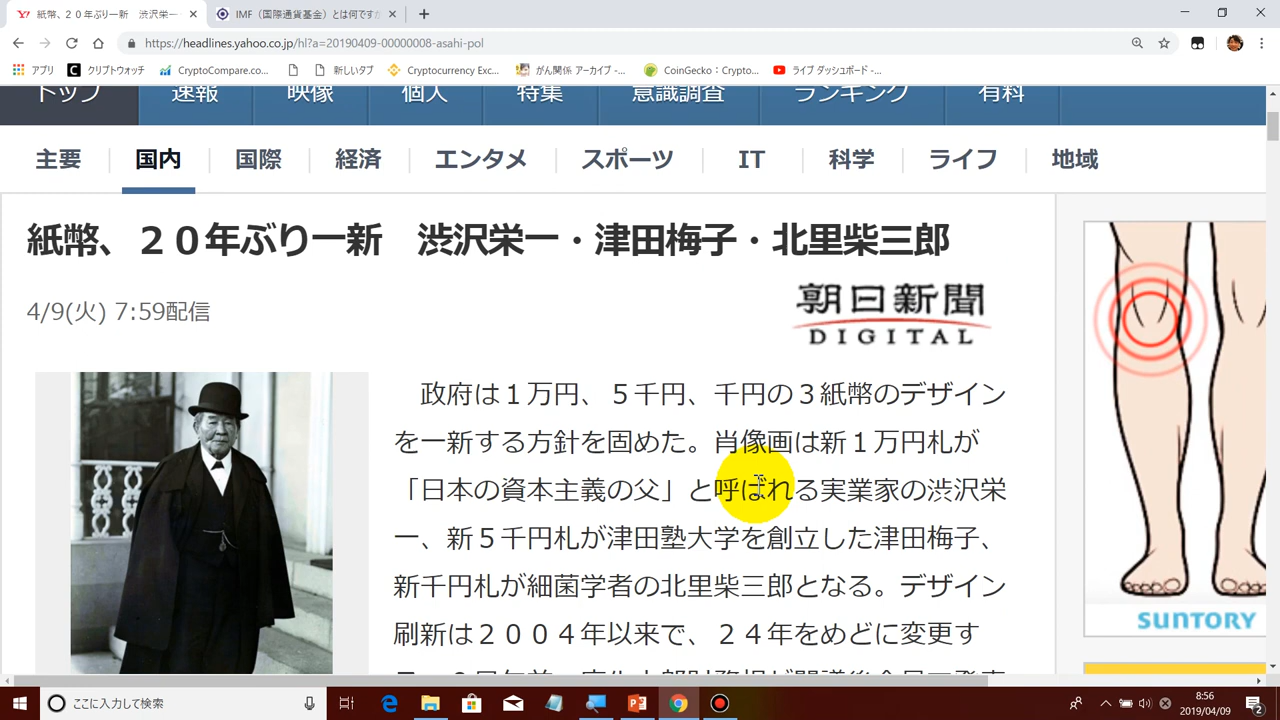 紙幣、２０年ぶり一新　渋沢栄一
IMF（国際通貨基金）とは何ですか
https://headlines.yahoo.co.jp/hl?a=20190409-00000008-asahi-pol
アプリ クリプトウォッチ CryptoCompare.co... 新しいタブ Cryptocurrency Exc... がん関係 アーカイブ -... CoinGecko：Crypto... ライブ ダッシュボード -...
トップ 速報 映像 個人 特集 意識調査 ランキング 有料
主要 国内 国際 経済 エンタメ スポーツ IT 科学 ライフ 地域
紙幣、２０年ぶり一新　渋沢栄一・津田梅子・北里柴三郎
4/9(火) 7:59配信
朝日新聞
DIGITAL
政府は１万円、５千円、千円の３紙幣のデザイン
を一新する方針を固めた。肖像画は新１万円札が
「日本の資本主義の父」と呼ばれる実業家の渋沢栄
一、新５千円札が津田塾大学を創立した津田梅子、
新千円札が細菌学者の北里柴三郎となる。デザイン
刷新は２００４年以来で、２４年をめどに変更す
SUNTORY
ここに入力して検索
8:56
2019/04/09
2